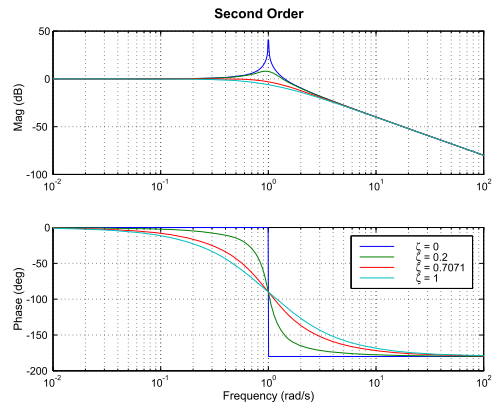 Second Order
50
0
-50
-100
Mag (dB)
10^-2
10^-1
10^0
10^1
10^2
0
-50
-100
-150
-200
Phase (deg)
ζ = 0
ζ = 0.2
ζ = 0.7071
ζ = 1
10^-2
10^-1
10^0
10^1
10^2
Frequency (rad/s)